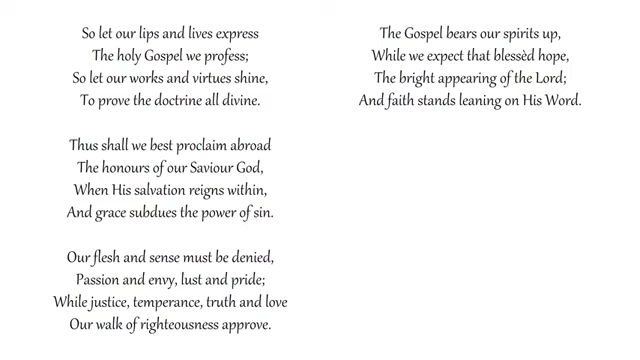 So let our lips and lives express
The holy Gospel we profess;
So let our works and virtues shine,
To prove the doctrine all divine.
Thus shall we best proclaim abroad
The honours of our Saviour God,
When His salvation reigns within,
And grace subdues the power of sin.
Our flesh and sense must be denied,
Passion and envy, lust and pride;
While justice, temperance, truth and love
Our walk of righteousness approve.
The Gospel bears our spirits up,
While we expect that blessèd hope,
The bright appearing of the Lord;
And faith stands leaning on His Word.